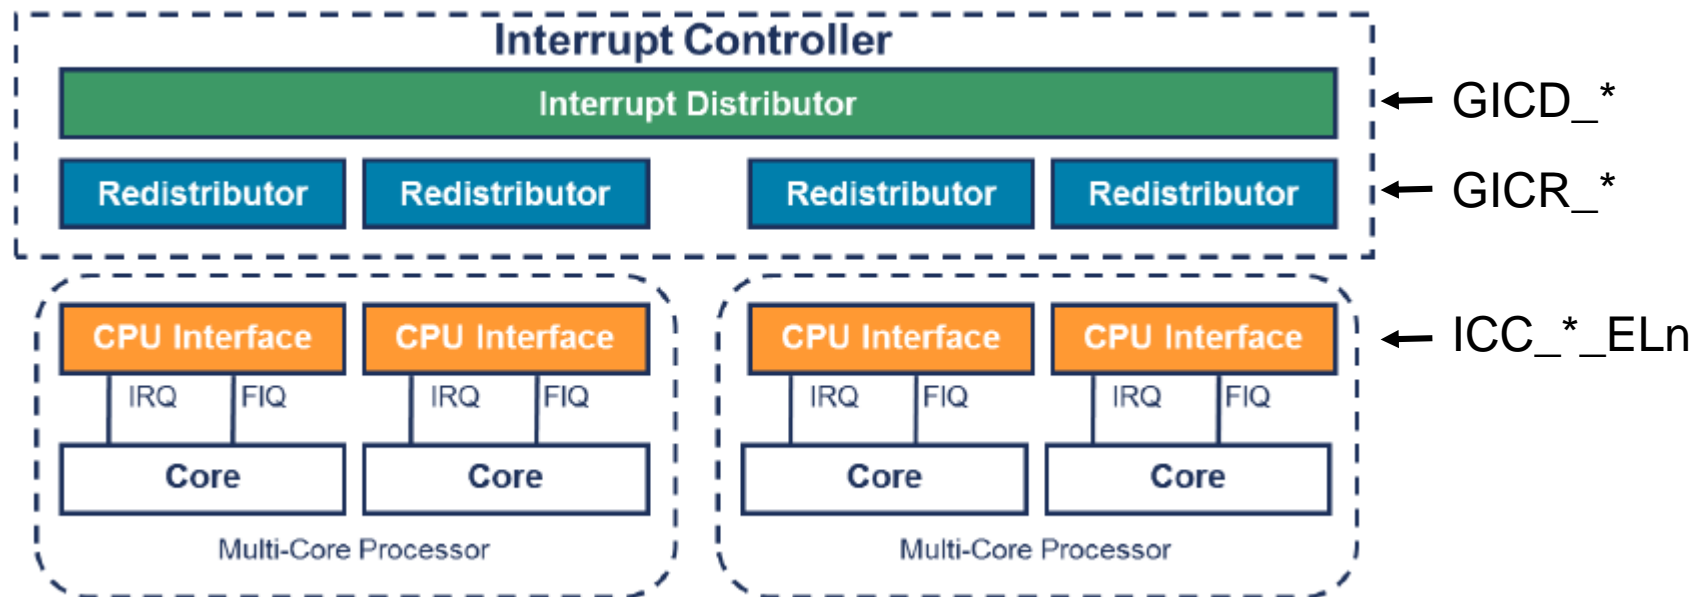 Interrupt Controller
Interrupt Distributor
GICD_*
Redistributor Redistributor Redistributor Redistributor
GICR_*
CPU Interface CPU Interface CPU Interface CPU Interface
ICC_*_ELn
IRQ FIQ IRQ FIQ IRQ FIQ IRQ FIQ
Core Core Core Core
Multi-Core Processor Multi-Core Processor